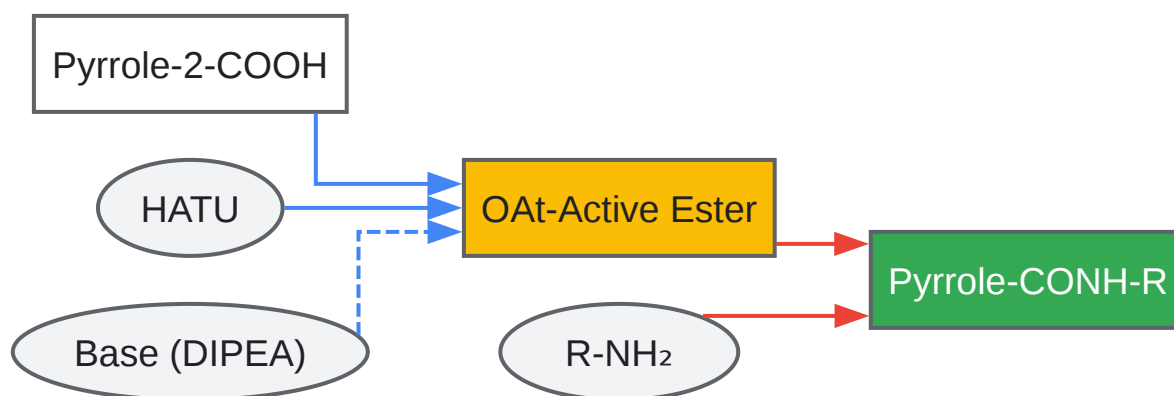 Pyrrole-2-COOH
HATU
OAt-Active Ester
Pyrrole-CONH-R
Base (DIPEA)
R-NH₂